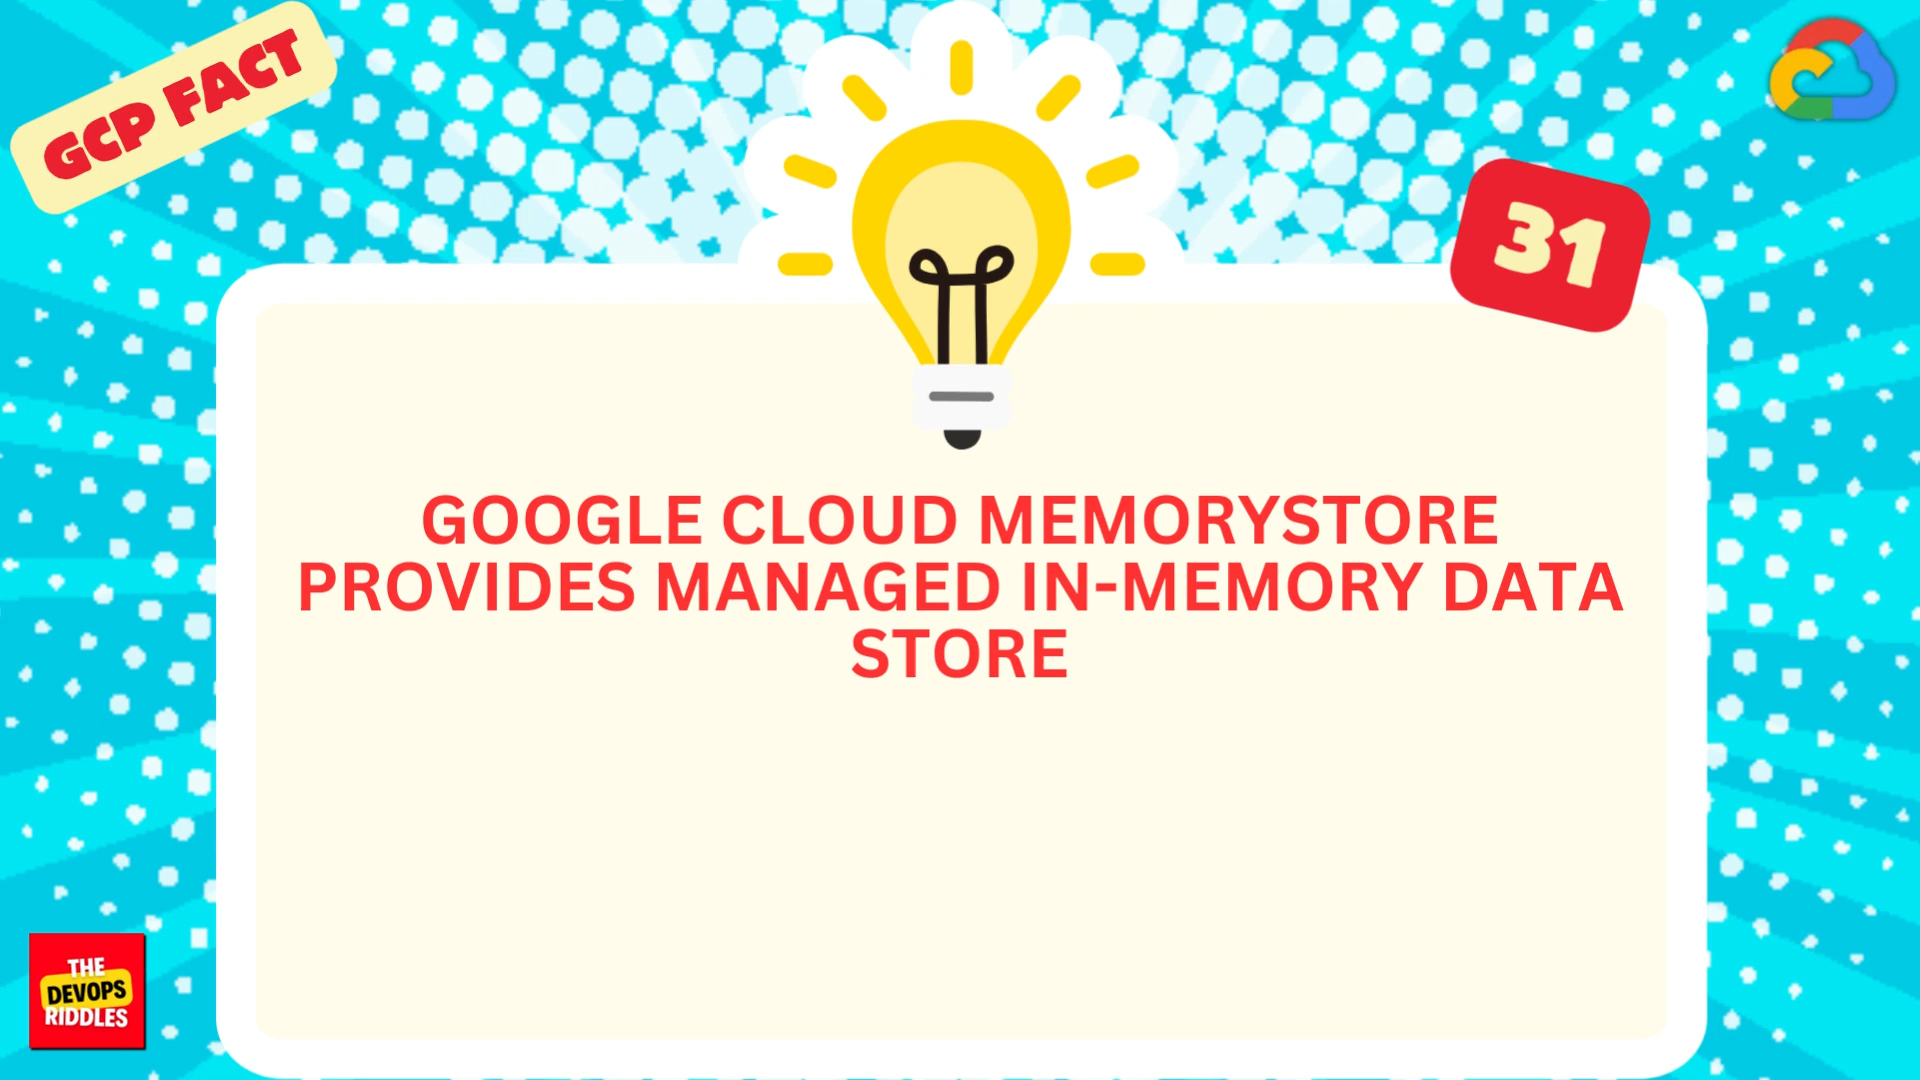 GCP FACT
31
GOOGLE CLOUD MEMORYSTORE
PROVIDES MANAGED IN-MEMORY DATA
STORE
THE
DEVOPS
RIDDLES